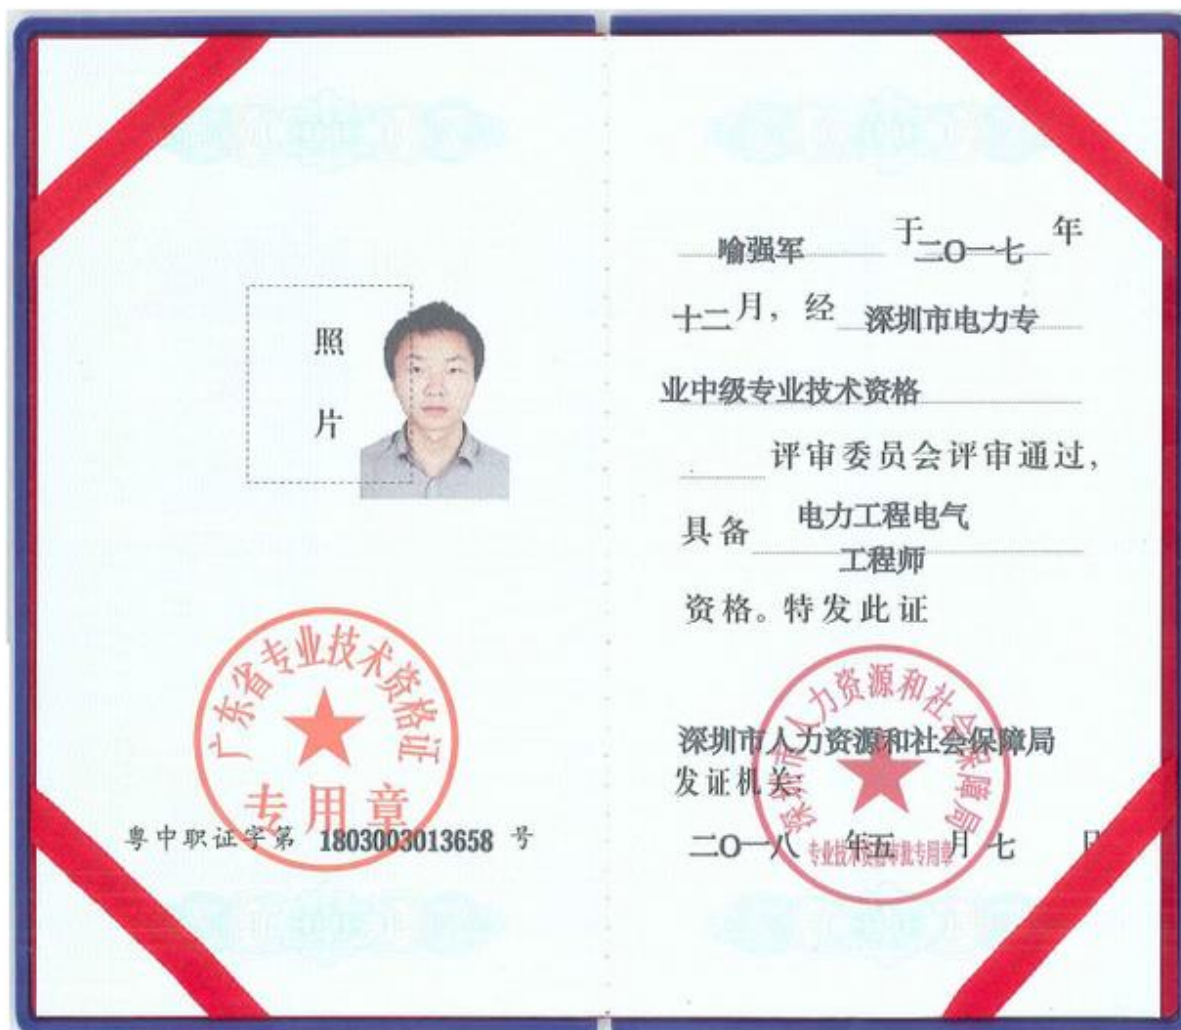 照
片
广东省专业技术资格证
专用章
粤中职证字第 1803003013658 号
喻强军 于二O一七年
十二月，经 深圳市电力专
业中级专业技术资格
评审委员会评审通过，
具备 电力工程电气
工程师
资格。特发此证
深圳市人力资源和社会保障局
深圳市人力资源和社会保障局
发证机关：
专业技术资格审批专用章
二O一八 年五 月七 日